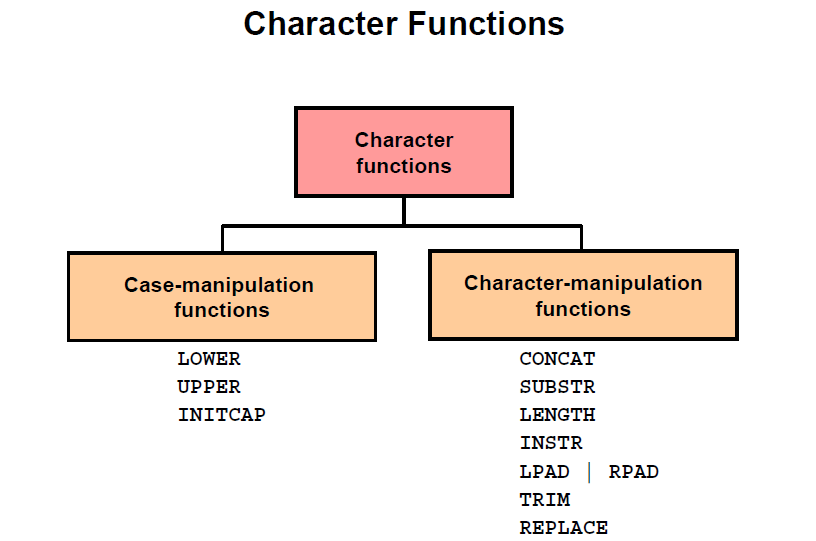 Character Functions
Character
functions
Case-manipulation
functions
LOWER
UPPER
INITCAP
Character-manipulation
functions
CONCAT
SUBSTR
LENGTH
INSTR
LPAD | RPAD
TRIM
REPLACE